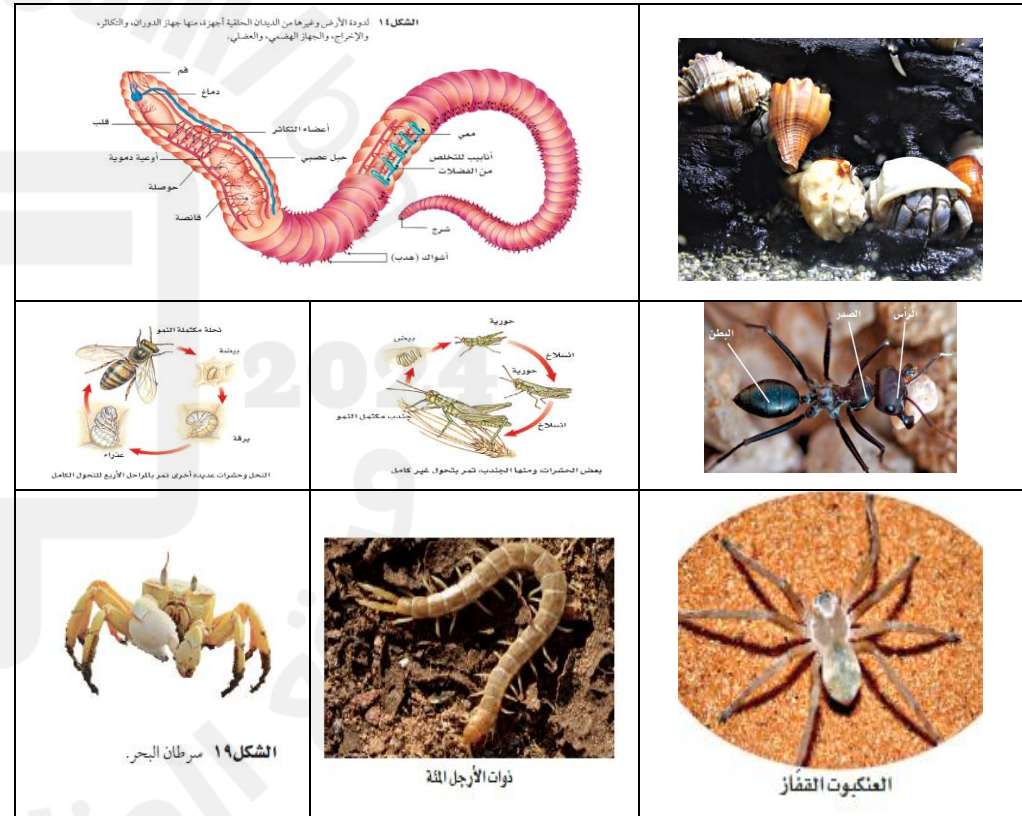 الشكل ١٤ لدودة الأرض وغيرها من الديدان الحلقية أجهزة، منها جهاز الدوران، والتكاثر،
والإخراج، والجهاز الهضمي، والعضلي.
فم
دماغ
قلب
أعضاء التكاثر
أوعية دموية
حبل عصبي
حوصلة
قانصة
معي
أنابيب للتخلص
من الفضلات
شرج
أشواك (هدب)
الرأس
الصدر
البطن
حورية
بيض
انسلاخ
حورية
جندب مكتمل النمو
انسلاخ
بعض الحشرات، ومنها الجندب، تمر بتحول غير كامل
نحلة مكتملة النمو
بيضة
يرقة
عذراء
النحل وحشرات عديدة أخرى تمر بالمراحل الأربع للتحول الكامل
2024
العنكبوت القفّاز
ذوات الأرجل المئة
الشكل ١٩ سرطان البحر.